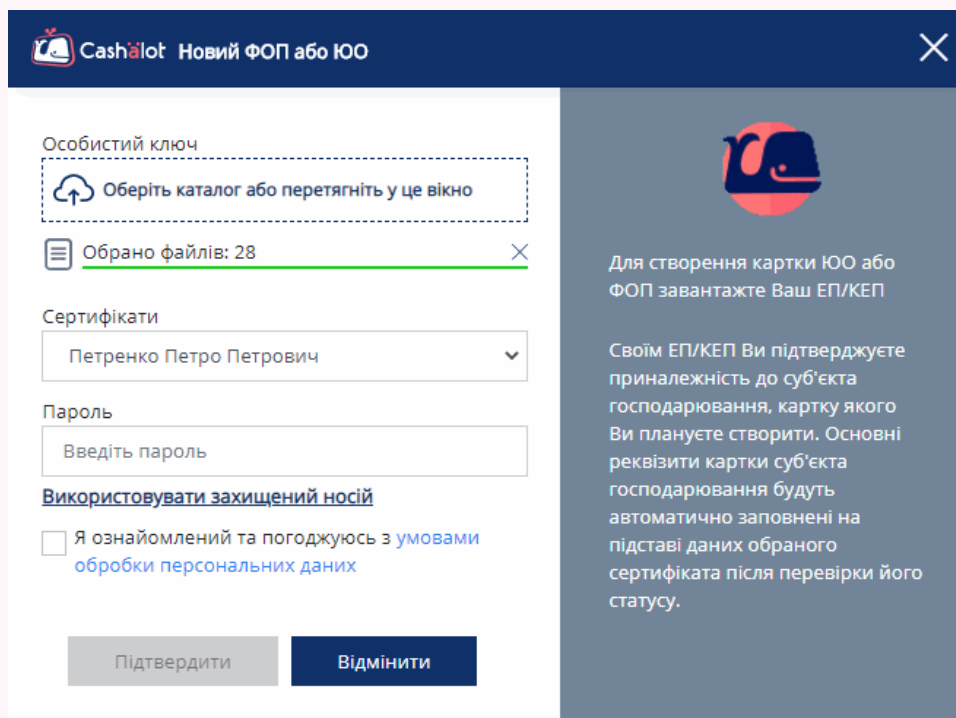 Cashälot Новий ФОП або ЮО
Особистий ключ
Оберіть каталог або перетягніть у це вікно
Обрано файлів: 28
Сертифікати
Петренко Петро Петрович
Пароль
Введіть пароль
Використовувати захищений носій
Я ознайомлений та погоджуюсь з умовами
обробки персональних даних
Підтвердити
Відмінити
Для створення картки ЮО або
ФОП завантажте Ваш ЕП/КЕП
Своїм ЕП/КЕП Ви підтверджуєте
приналежність до суб'єкта
господарювання, картку якого
Ви плануєте створити. Основні
реквізити картки суб'єкта
господарювання будуть
автоматично заповнені на
підставі даних обраного
сертифіката після перевірки його
статусу.